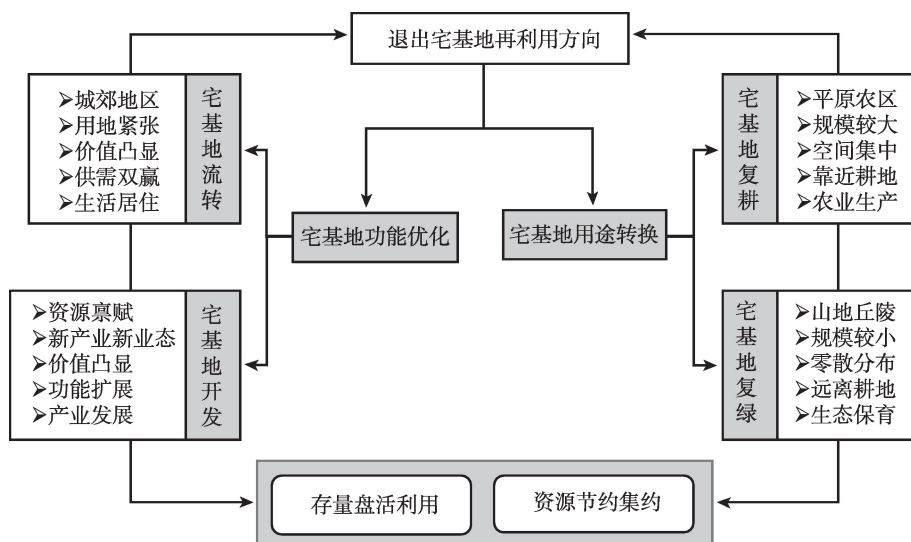 退出宅基地再利用方向
➢城郊地区
➢用地紧张
➢价值凸显
➢供需双赢
➢生活居住
宅基地流转
宅基地复耕
➢平原农区
➢规模较大
➢空间集中
➢靠近耕地
➢农业生产
宅基地功能优化
宅基地用途转换
➢资源禀赋
➢新产业新业态
➢价值凸显
➢功能扩展
➢产业发展
宅基地开发
宅基地复绿
➢山地丘陵
➢规模较小
➢零散分布
➢远离耕地
➢生态保育
存量盘活利用
资源节约集约